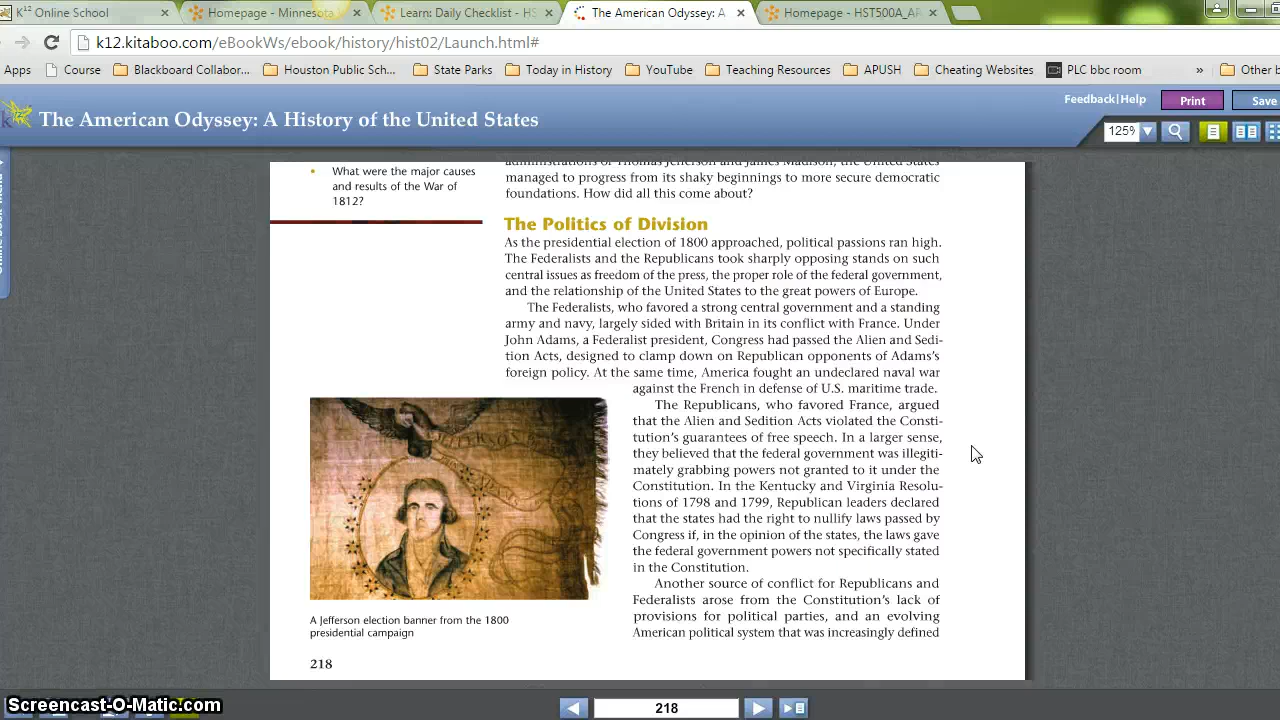 K¹² Online School
Homepage - Minnesota
Learn: Daily Checklist - HS
The American Odyssey: A
Homepage - HST500A_AP
k12.kitaboo.com/eBookWs/ebook/history/hist02/Launch.html#
Apps
Course
Blackboard Collabor...
Houston Public Sch...
State Parks
Today in History
YouTube
Teaching Resources
APUSH
Cheating Websites
PLC bbc room
»
Other b
The American Odyssey: A History of the United States
Feedback|Help
Print
Save
125%
What were the major causes
and results of the War of
1812?
administrations of Thomas Jefferson and James Madison, the United States
managed to progress from its shaky beginnings to more secure democratic
foundations. How did all this come about?
The Politics of Division
As the presidential election of 1800 approached, political passions ran high.
The Federalists and the Republicans took sharply opposing stands on such
central issues as freedom of the press, the proper role of the federal government,
and the relationship of the United States to the great powers of Europe.
The Federalists, who favored a strong central government and a standing
army and navy, largely sided with Britain in its conflict with France. Under
John Adams, a Federalist president, Congress had passed the Alien and Sedi-
tion Acts, designed to clamp down on Republican opponents of Adams's
foreign policy. At the same time, America fought an undeclared naval war
against the French in defense of U.S. maritime trade.
The Republicans, who favored France, argued
that the Alien and Sedition Acts violated the Consti-
tution's guarantees of free speech. In a larger sense,
they believed that the federal government was illegiti-
mately grabbing powers not granted to it under the
Constitution. In the Kentucky and Virginia Resolu-
tions of 1798 and 1799, Republican leaders declared
that the states had the right to nullify laws passed by
Congress if, in the opinion of the states, the laws gave
the federal government powers not specifically stated
in the Constitution.
Another source of conflict for Republicans and
Federalists arose from the Constitution's lack of
provisions for political parties, and an evolving
American political system that was increasingly defined
A Jefferson election banner from the 1800
presidential campaign
218
Screencast-O-Matic.com
218